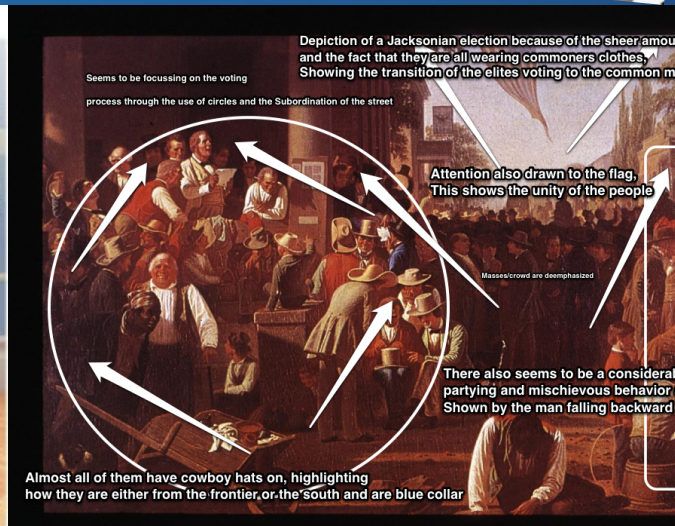 Depiction of a Jacksonian election because of the sheer
and the fact that they are all wearing commoners clothes,
Showing the transition of the elites voting to the common
Seems to be focussing on the voting
process through the use of circles and the Subordination of the street
Attention also drawn to the flag,
This shows the unity of the people
Masses/crowd are deemphasized
There also seems to be a
partying and mischievous behavior
Shown by the man falling backward
Almost all of them have cowboy hats on, highlighting
how they are either from the frontier or the south and are blue collar